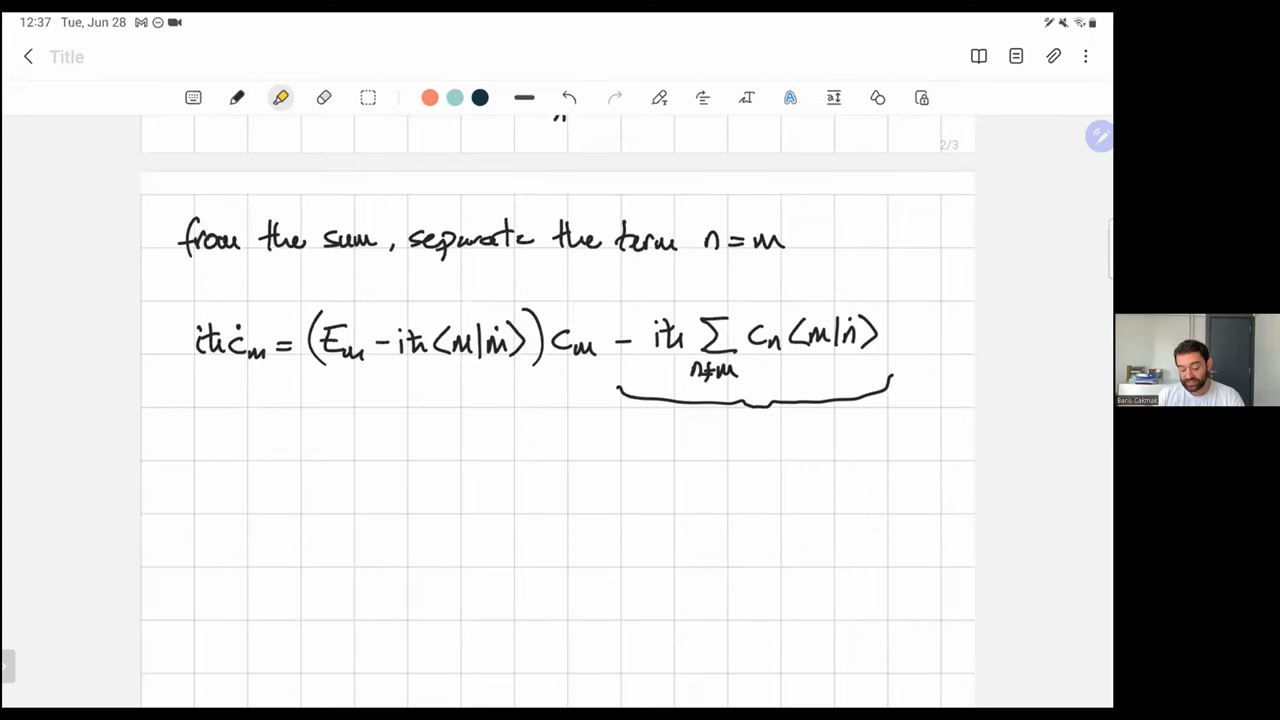 12:37 Tue, Jun 28
Title
2/3
from the sum, separate the term n = m
iħċₘ = (Eₘ - iħ⟨m|ṁ⟩) cₘ - iħ ∑ cₙ⟨m|ṅ⟩
n≠m
Baris Cakmak